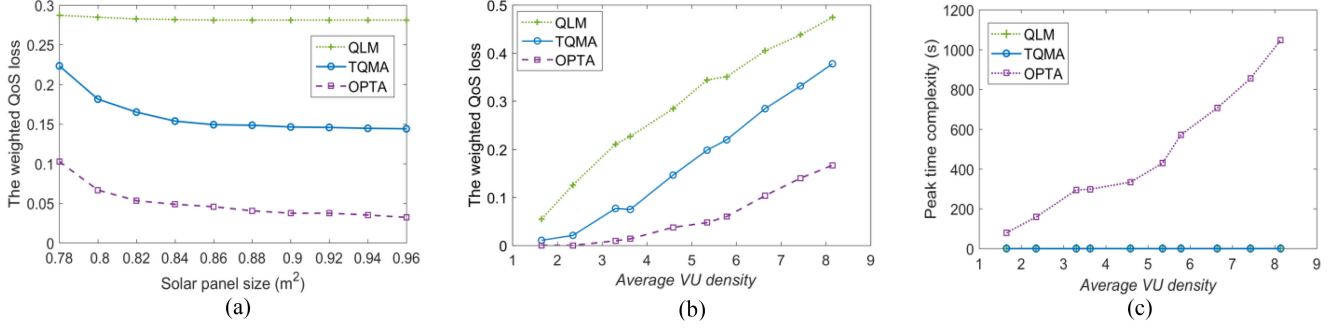 The weighted QoS loss
0.3
0.25
0.2
0.15
0.1
0.05
0
QLM
TQMA
OPTA
0.78 0.8 0.82 0.84 0.86 0.88 0.9 0.92 0.94 0.96
Solar panel size (m2)
(a)
The weighted QoS loss
0.5
0.4
0.3
0.2
0.1
0.0
QLM
TQMA
OPTA
1 2 3 4 5 6 7 8 9
Average VU density
(b)
Peak time complexity (s)
1200
1000
800
600
400
200
0
QLM
TQMA
OPTA
1 2 3 4 5 6 7 8 9
Average VU density
(c)